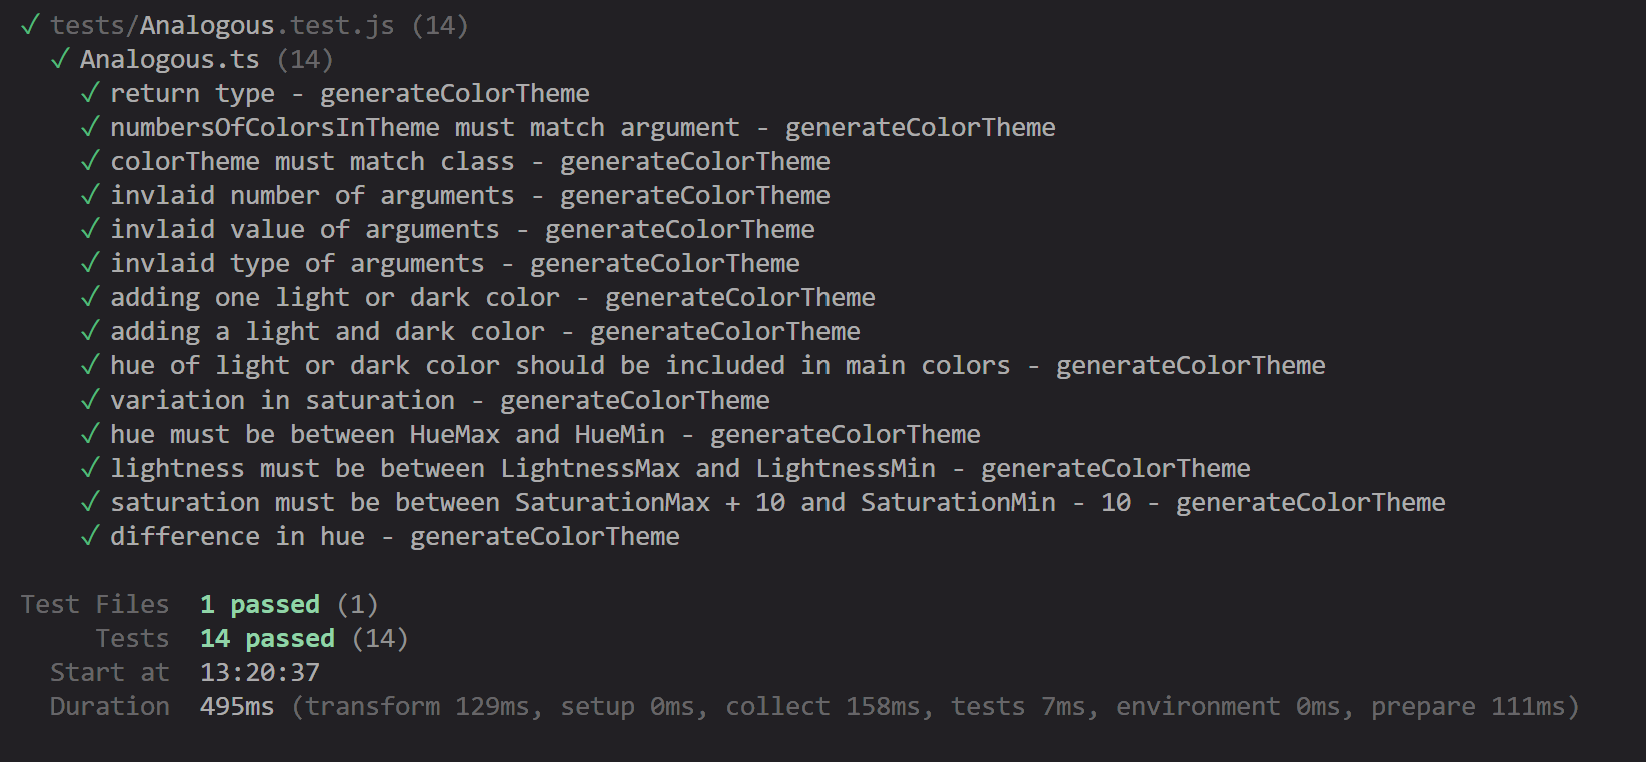 ✓ tests/Analogous.test.js (14)
✓ Analogous.ts (14)
✓ return type - generateColorTheme
✓ numbersOfColorsInTheme must match argument - generateColorTheme
✓ colorTheme must match class - generateColorTheme
✓ invlaid number of arguments - generateColorTheme
✓ invlaid value of arguments - generateColorTheme
✓ invlaid type of arguments - generateColorTheme
✓ adding one light or dark color - generateColorTheme
✓ adding a light and dark color - generateColorTheme
✓ hue of light or dark color should be included in main colors - generateColorTheme
✓ variation in saturation - generateColorTheme
✓ hue must be between HueMax and HueMin - generateColorTheme
✓ lightness must be between LightnessMax and LightnessMin - generateColorTheme
✓ saturation must be between SaturationMax + 10 and SaturationMin - 10 - generateColorTheme
✓ difference in hue - generateColorTheme
Test Files 1 passed (1)
Tests 14 passed (14)
Start at 13:20:37
Duration 495ms (transform 129ms, setup 0ms, collect 158ms, tests 7ms, environment 0ms, prepare 111ms)